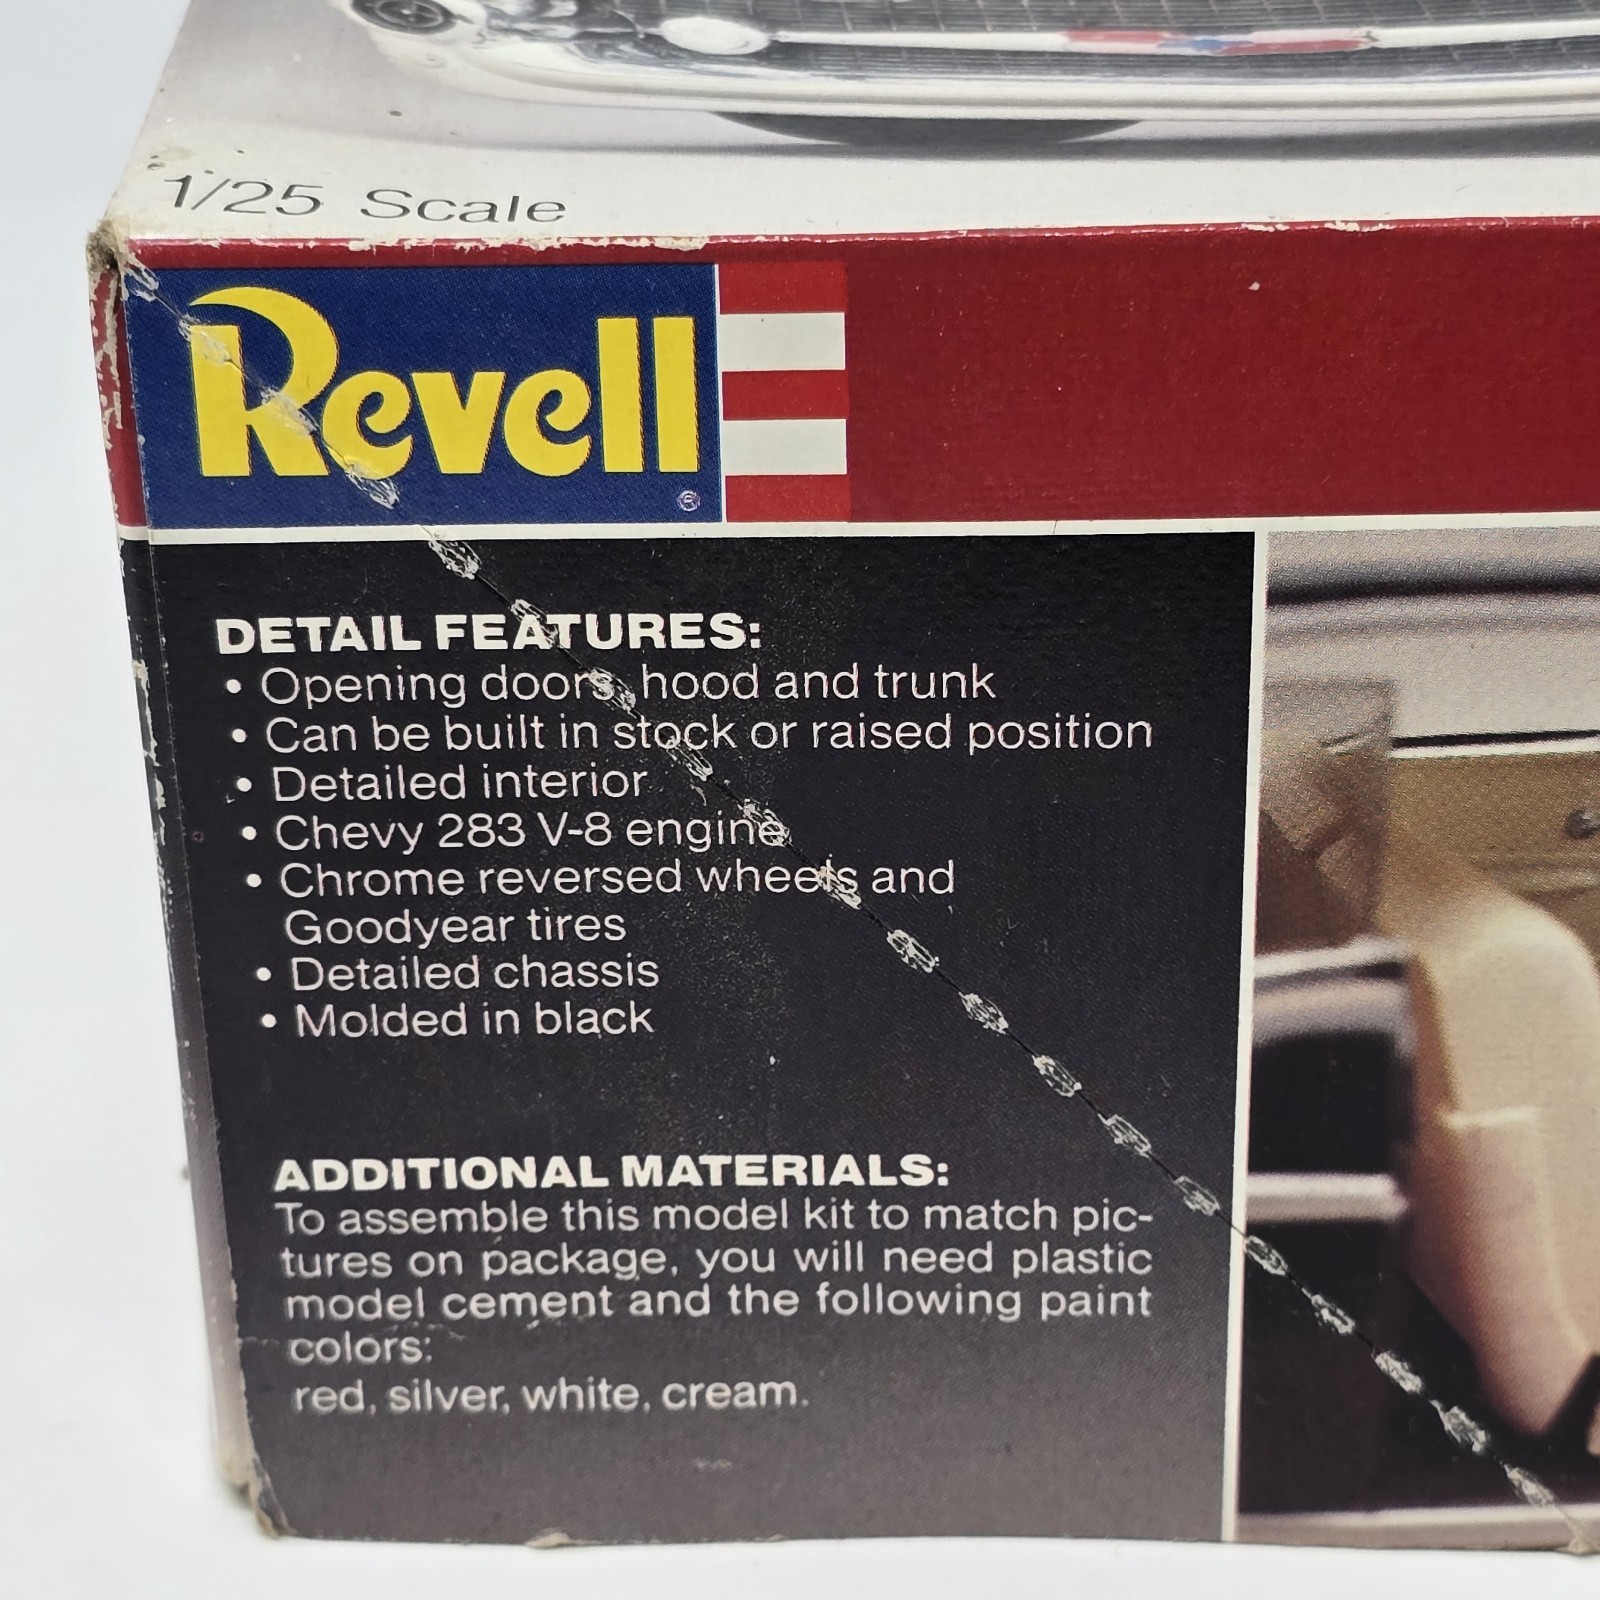 1/25 Scale
Revell
®
DETAIL FEATURES:
• Opening doors, hood and trunk
• Can be built in stock or raised position
• Detailed interior
• Chevy 283 V-8 engine
• Chrome reversed wheels and
Goodyear tires
• Detailed chassis
• Molded in black
ADDITIONAL MATERIALS:
To assemble this model kit to match pic-
tures on package, you will need plastic
model cement and the following paint
colors:
red, silver, white, cream.